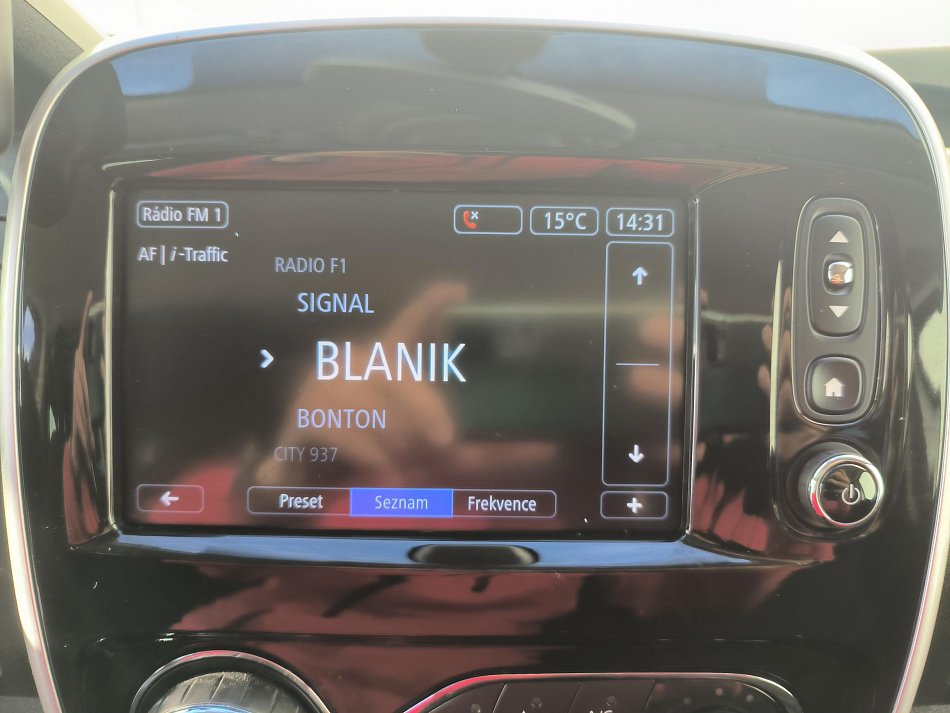 Rádio FM 1
15°C
14:31
AF | i-Traffic
RADIO F1
SIGNAL
BLANIK
BONTON
CITY 937
Preset
Seznam
Frekvence